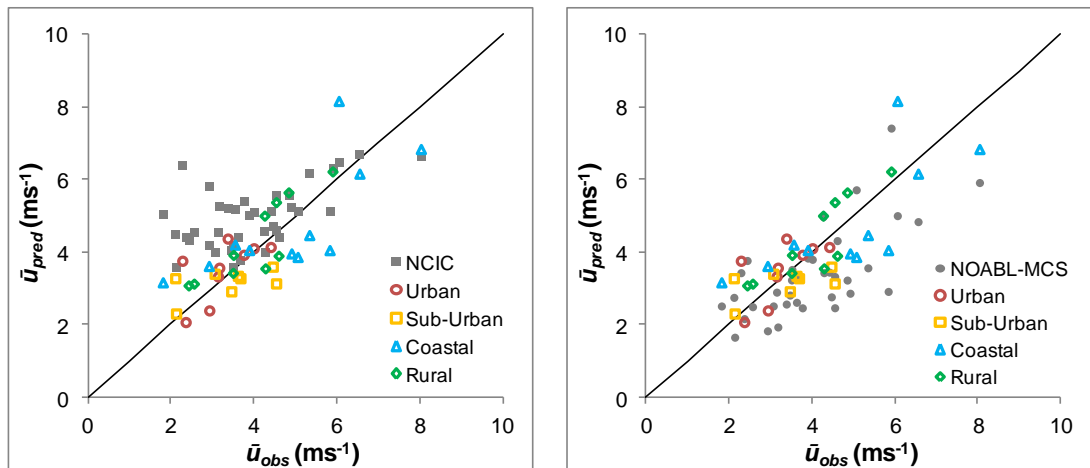 10
8
6
4
2
0
ū_pred (ms⁻¹)
NCIC
Urban
Sub-Urban
Coastal
Rural
0 2 4 6 8 10
ū_obs (ms⁻¹)
10
8
6
4
2
0
ū_pred (ms⁻¹)
NOABL-MCS
Urban
Sub-Urban
Coastal
Rural
0 2 4 6 8 10
ū_obs (ms⁻¹)